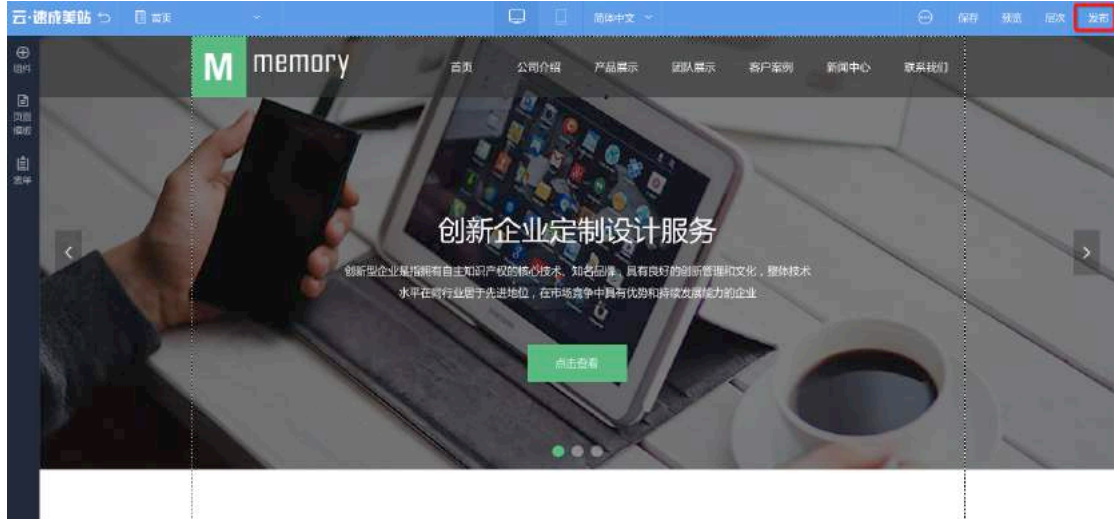 云·速成美站
首页
简体中文
保存
预览
层次
发布
组件
页面
模板
表单
M
memory
首页
公司介绍
产品展示
团队展示
客户案例
新闻中心
联系我们
创新企业定制设计服务
创新型企业是指拥有自主知识产权的核心技术、知名品牌，具有良好的创新管理和文化，整体技术
水平在同行业居于先进地位，在市场竞争中具有优势和持续发展能力的企业
点击查看